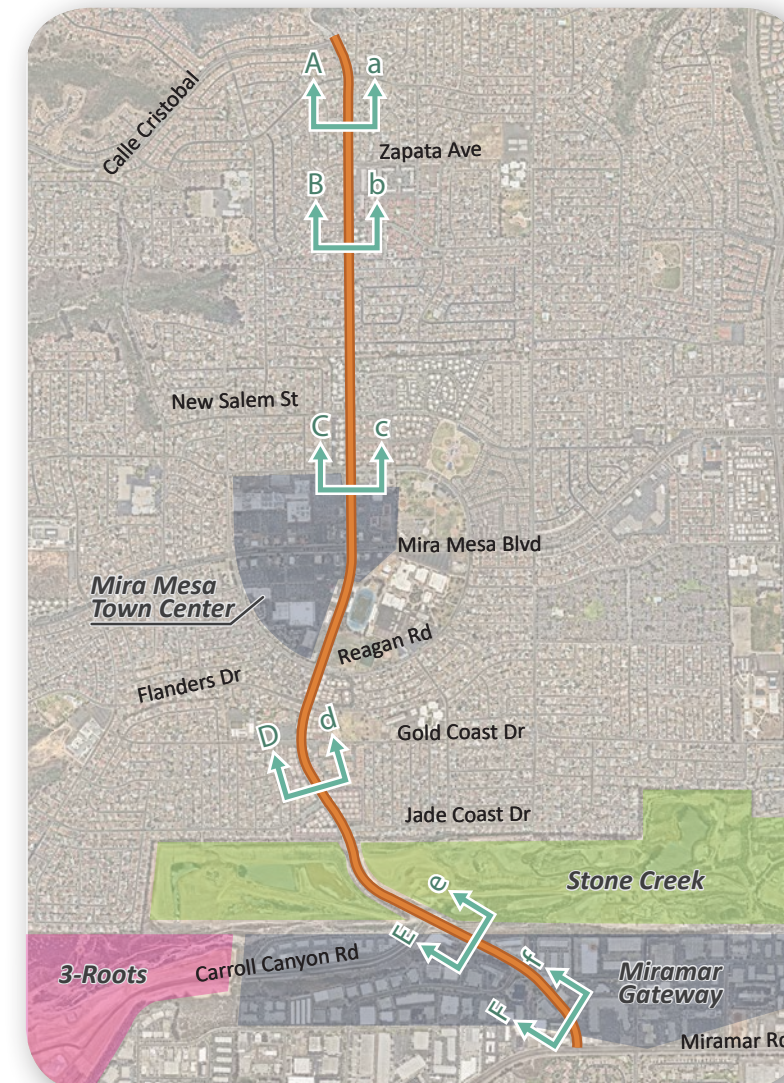 A a
Calle Cristobal
Zapata Ave
B b
New Salem St
C c
Mira Mesa Blvd
Mira Mesa
Town Center
Reagan Rd
Flanders Dr
D d
Gold Coast Dr
Jade Coast Dr
Stone Creek
e
E
3-Roots
Carroll Canyon Rd
f
F
Miramar
Gateway
Miramar Rd